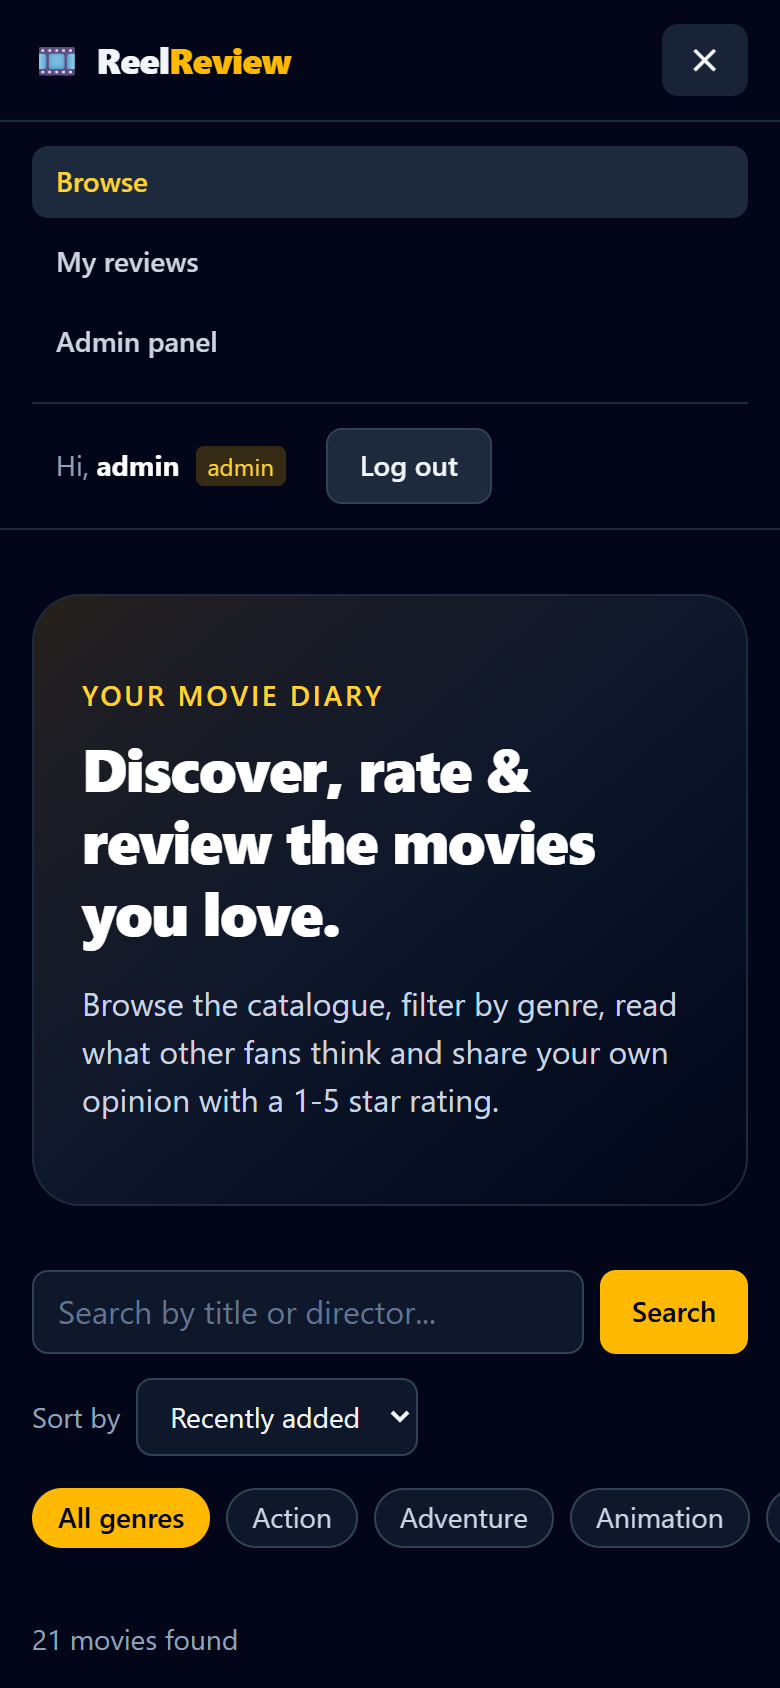 ReelReview
Browse
My reviews
Admin panel
Hi, admin admin Log out
YOUR MOVIE DIARY
Discover, rate &
review the movies
you love.
Browse the catalogue, filter by genre, read
what other fans think and share your own
opinion with a 1-5 star rating.
Search by title or director... Search
Sort by Recently added
All genres Action Adventure Animation
21 movies found